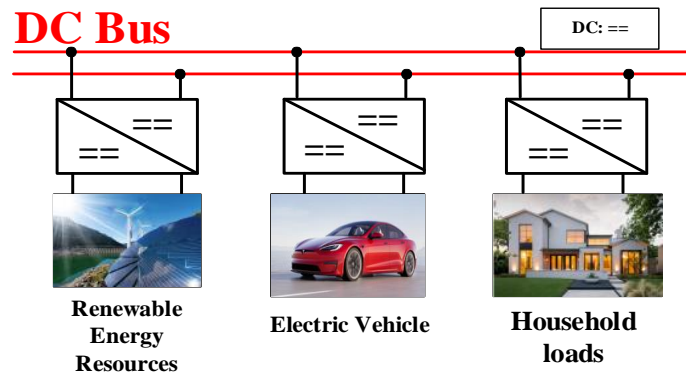 DC Bus
DC: ==
==
==
==
==
==
==
Renewable
Energy
Resources
Electric Vehicle
Household
loads